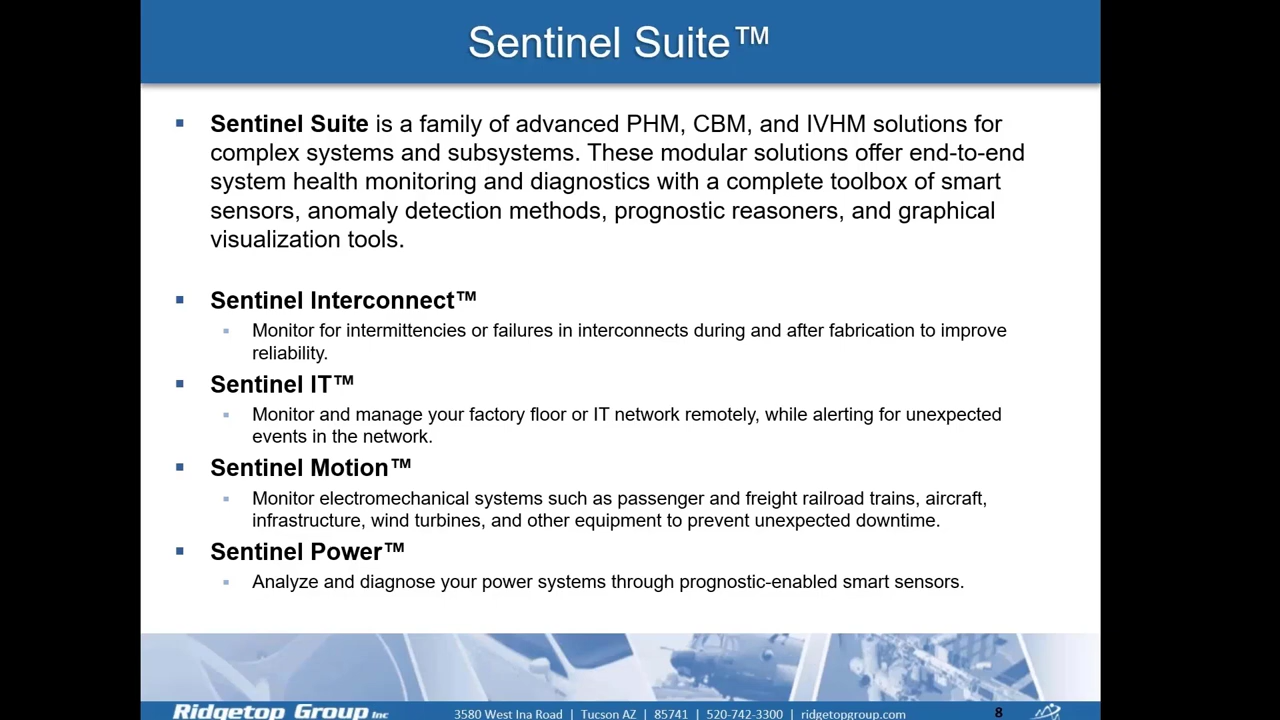 Sentinel Suite™
Sentinel Suite is a family of advanced PHM, CBM, and IVHM solutions for
complex systems and subsystems. These modular solutions offer end-to-end
system health monitoring and diagnostics with a complete toolbox of smart
sensors, anomaly detection methods, prognostic reasoners, and graphical
visualization tools.
Sentinel Interconnect™
Monitor for intermittencies or failures in interconnects during and after fabrication to improve
reliability.
Sentinel IT™
Monitor and manage your factory floor or IT network remotely, while alerting for unexpected
events in the network.
Sentinel Motion™
Monitor electromechanical systems such as passenger and freight railroad trains, aircraft,
infrastructure, wind turbines, and other equipment to prevent unexpected downtime.
Sentinel Power™
Analyze and diagnose your power systems through prognostic-enabled smart sensors.
Ridgetop Group Inc 3580 West Ina Road | Tucson AZ | 85741 | 520-742-3300 | ridgetopgroup.com 8